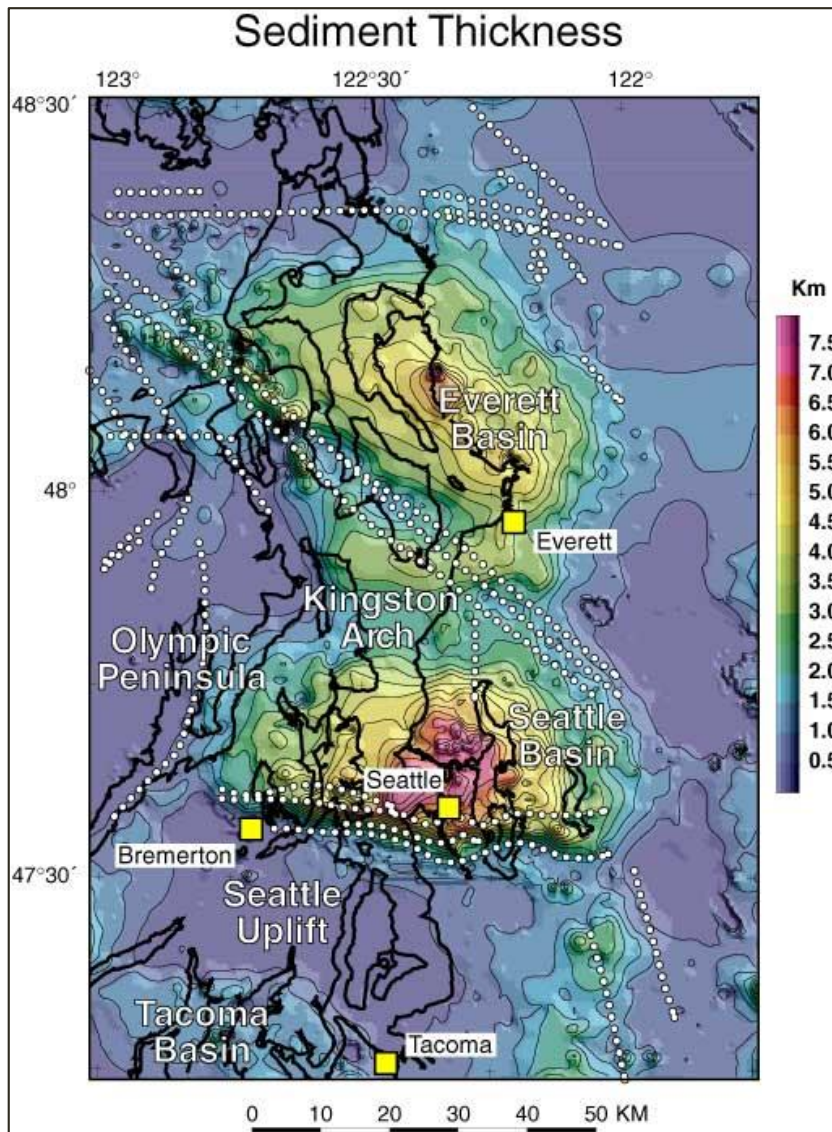 Sediment Thickness
123° 122°30´ 122°
48°30´
Km
7.5
7.0
6.5
6.0
5.5
5.0
4.5
4.0
3.5
3.0
2.5
2.0
1.5
1.0
0.5
Everett
Basin
48°
Everett
Kingston
Arch
Olympic
Peninsula
Seattle
Basin
Seattle
Bremerton
47°30´
Seattle
Uplift
Tacoma
Basin
Tacoma
0 10 20 30 40 50 KM